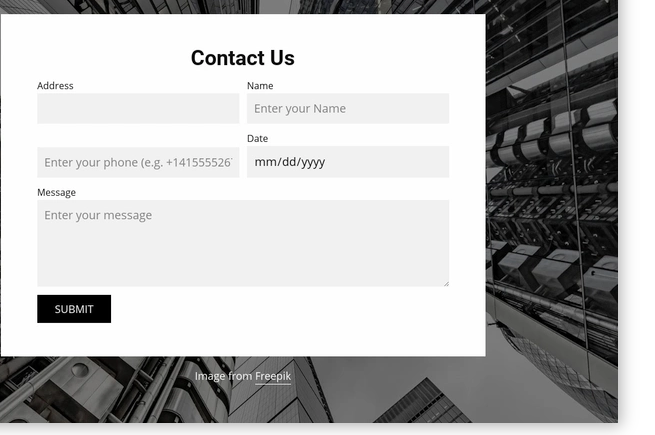 Contact Us
Address
Name
Enter your Name
Date
Enter your phone (e.g. +141555526
mm/dd/yyyy
Message
Enter your message
SUBMIT
Image from Freepik